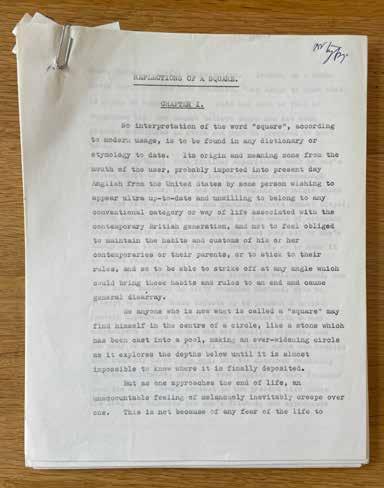 REFLECTIONS OF A SQUARE.
CHAPTER I.
No interpretation of the word "square", according
to modern usage, is to be found in any dictionary or
etymology to date. Its origin and meaning come from the
mouth of the user, probably imported into present day
English from the United States by some person wishing to
appear ultra up-to-date and unwilling to belong to any
conventional category or way of life associated with the
contemporary British generation, and not to feel obliged
to maintain the habits and customs of his or her
contemporaries or their parents, or to stick to their
rules, and so to be able to strike off at any angle which
could bring those habits and rules to an end and cause
general disarray.
So anyone who is now what is called a "square" may
find himself in the centre of a circle, like a stone which
has been cast into a pool, making an ever-widening circle
as it explores the depths below until it is almost
impossible to know where it is finally deposited.
But as one approaches the end of life, an
unaccountable feeling of melancholy inevitably creeps over
one. This is not because of any fear of the life to